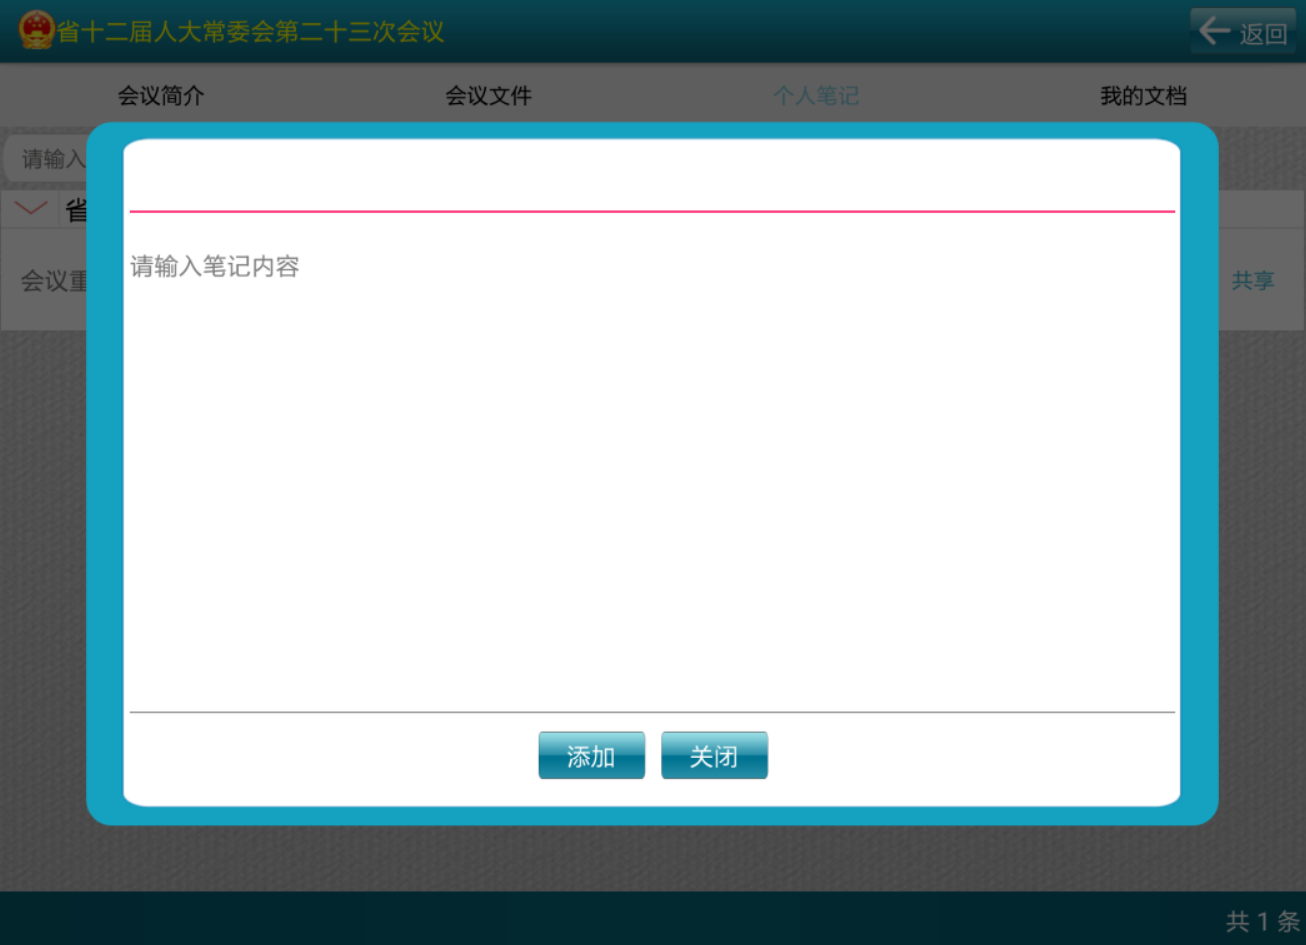 省十二届人大常委会第二十三次会议
返回
会议简介 会议文件 个人笔记 我的文档
请输入
省
会议重
共享
请输入笔记内容
添加 关闭
共 1 条